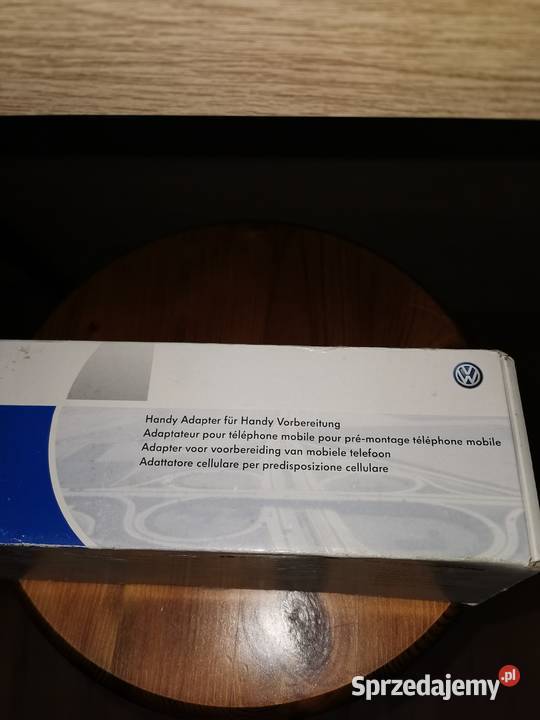 Handy Adapter für Handy Vorbereitung
Adaptateur pour téléphone mobile pour pré-montage téléphone mobile
Adapter voor voorbereiding van mobiele telefoon
Adattatore cellulare per predisposizione cellulare
Sprzedajemy.pl